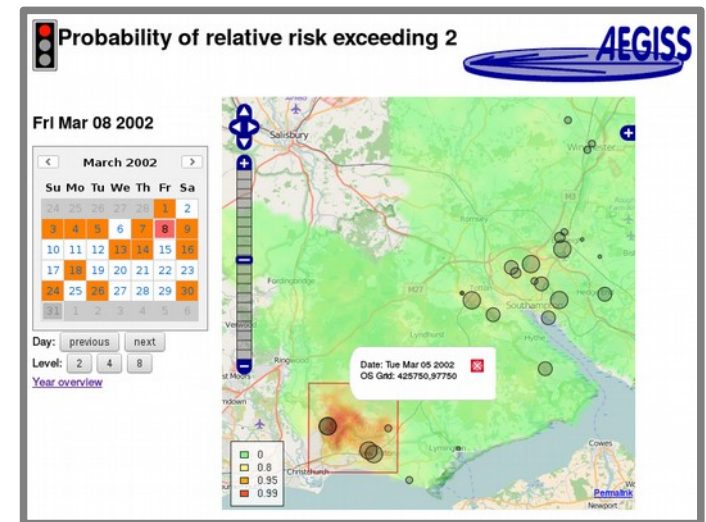 Probability of relative risk exceeding 2
AEGISS
Fri Mar 08 2002
< March 2002 >
Su Mo Tu We Th Fr Sa
24 25 26 27 28 1 2
3 4 5 6 7 8 9
10 11 12 13 14 15 16
17 18 19 20 21 22 23
24 25 26 27 28 29 30
31 1 2 3 4 5 6
Day: previous next
Level: 2 4 8
Year overview
Salisbury
Winchester
M3
Romsey
Fordingbridge
M27
Totton
Southampton
Verwood
Lyndhurst
Hythe
Ringwood
Date: Tue Mar 05 2002
OS Grid: 425750,97750
Lymington
Christchurch
Cowes
Newport
Permalink
0
0.8
0.95
0.99